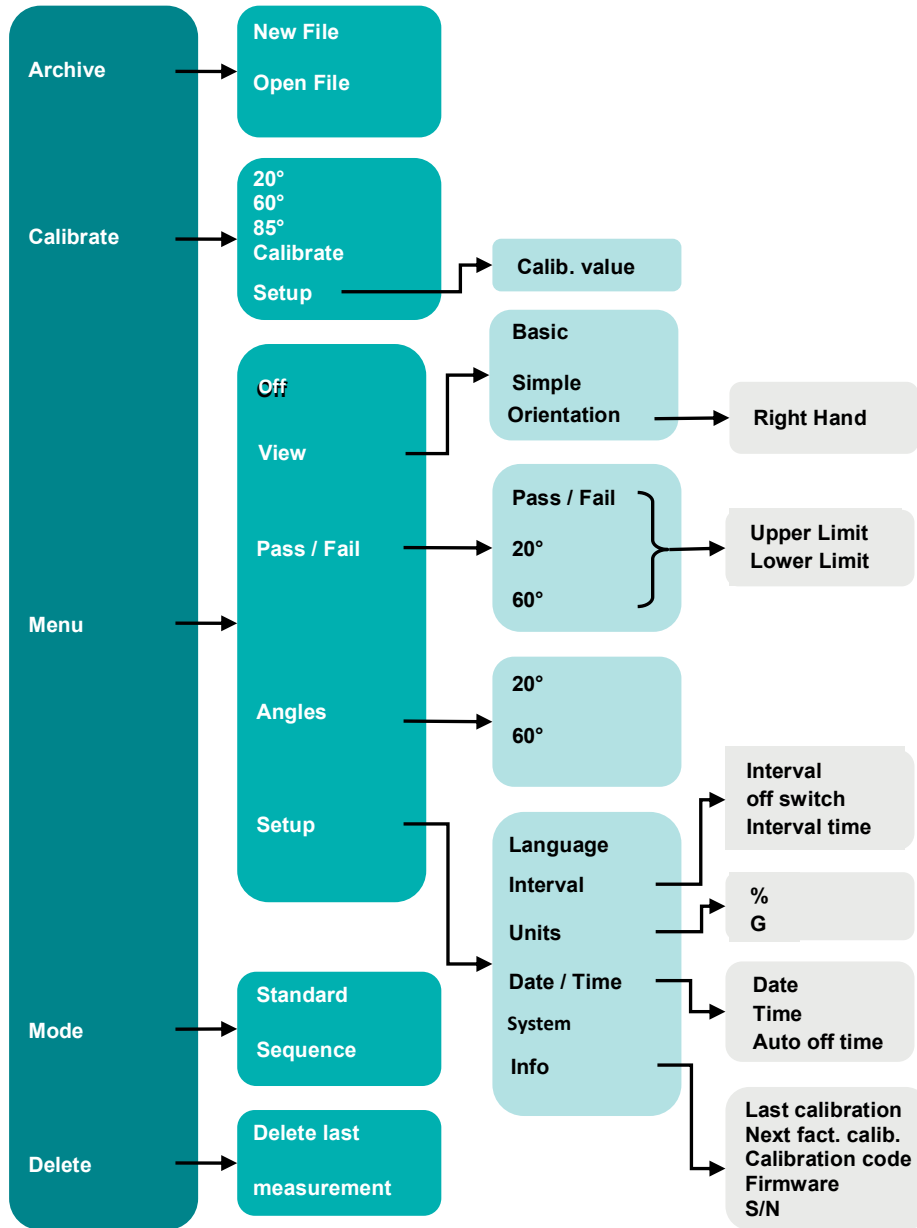 Archive
New File
Open File
Calibrate
20°
60°
85°
Calibrate
Setup
Calib. value
Menu
Off
View
Basic
Simple
Orientation
Right Hand
Pass / Fail
Pass / Fail
20°
60°
Upper Limit
Lower Limit
Angles
20°
60°
Setup
Language
Interval
Interval
off switch
Interval time
Units
%
G
Date / Time
Date
Time
Auto off time
System
Info
Last calibration
Next fact. calib.
Calibration code
Firmware
S/N
Mode
Standard
Sequence
Delete
Delete last
measurement